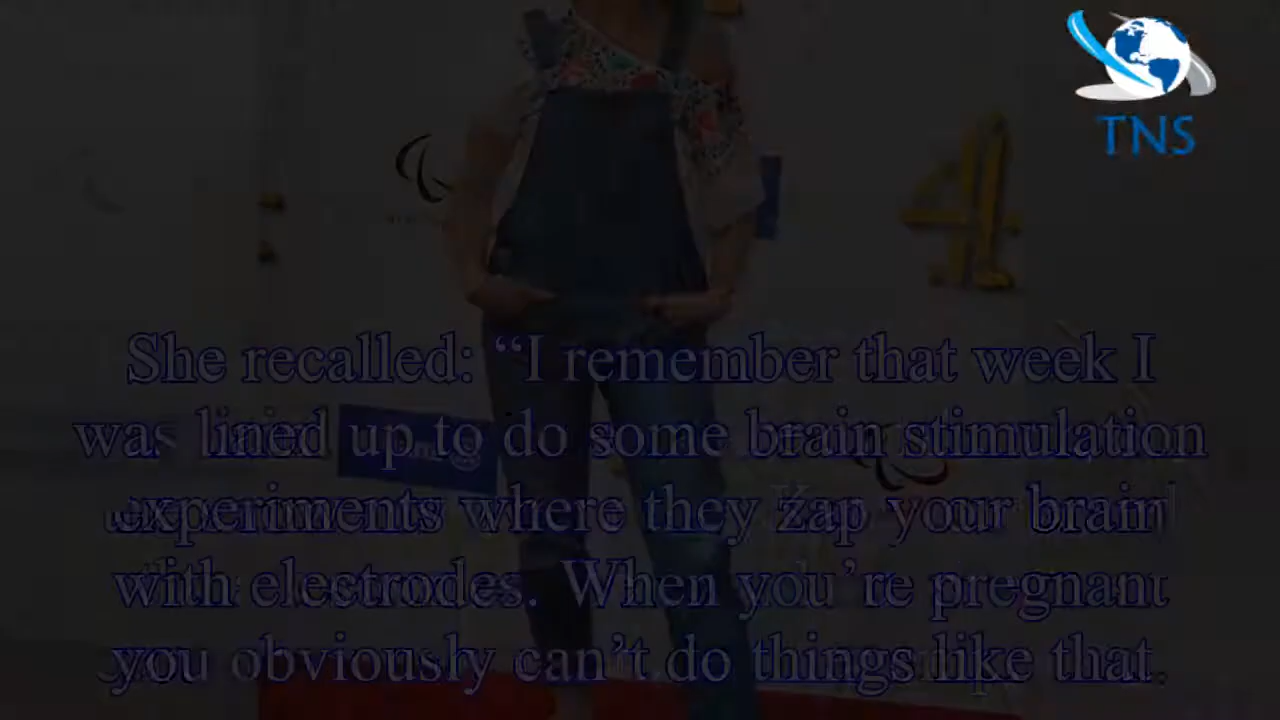 TNS
4
She recalled: “I remember that week I
was lined up to do some brain stimulation
experiments where they zap your brain
with electrodes. When you’re pregnant
you obviously can’t do things like that.